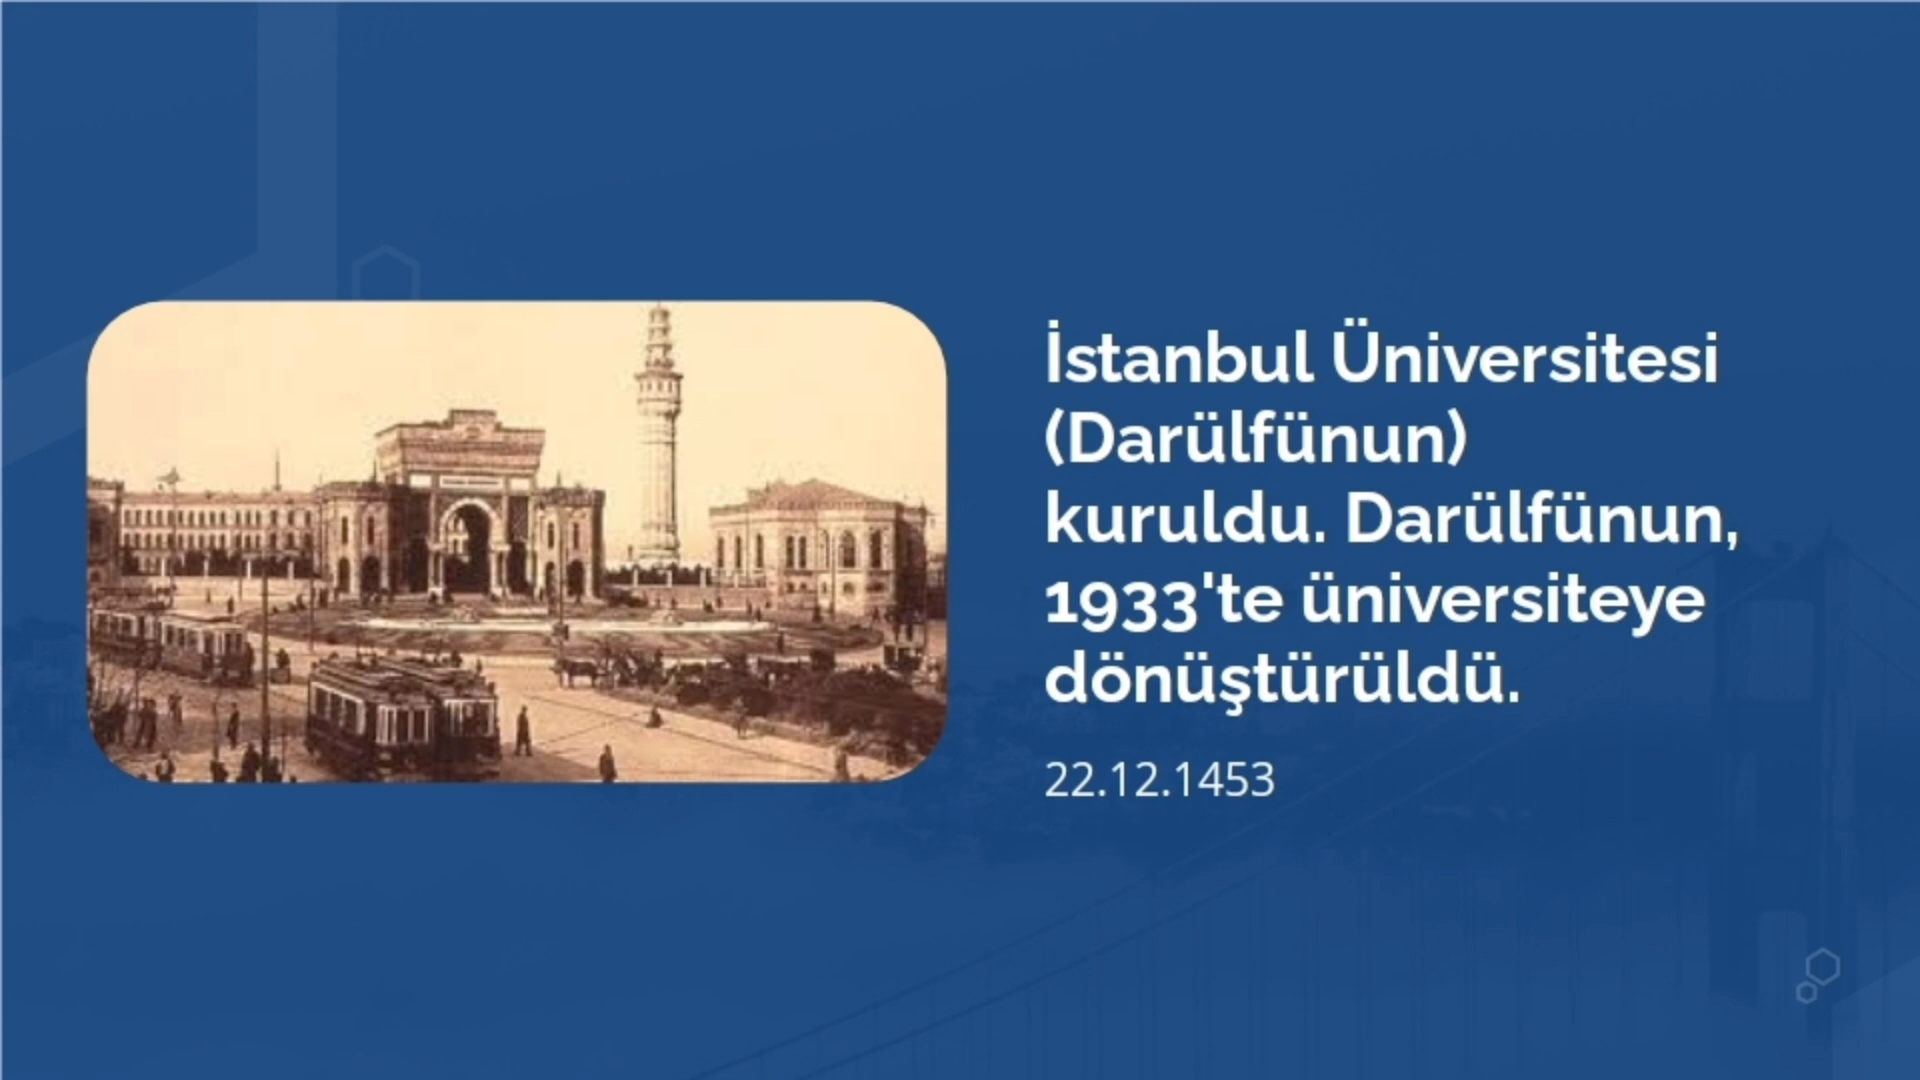 İstanbul Üniversitesi
(Darülfünun)
kuruldu. Darülfünun,
1933'te üniversiteye
dönüştürüldü.
22.12.1453